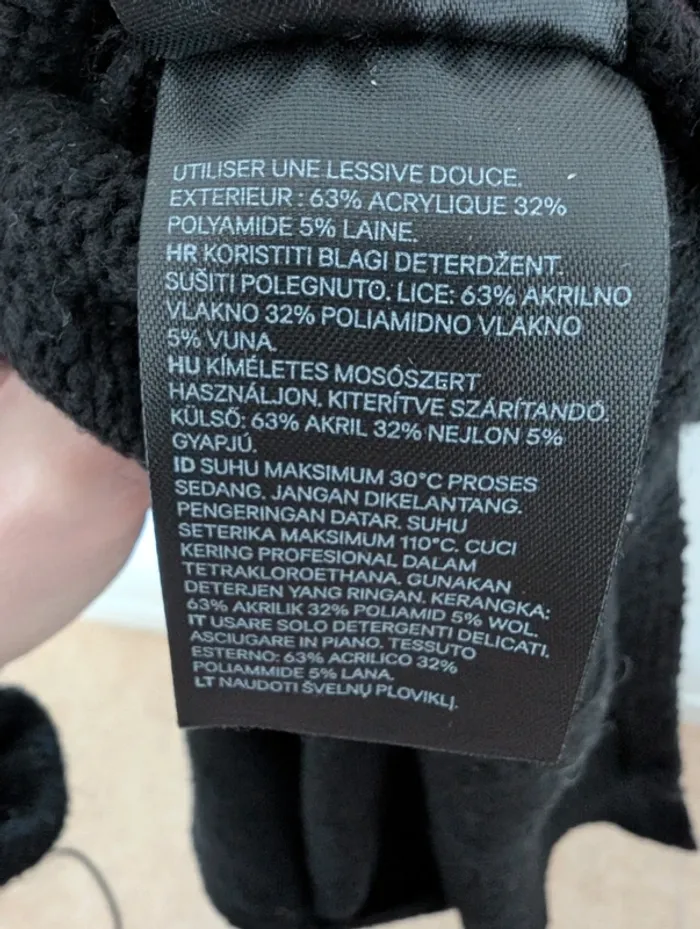 UTILISER UNE LESSIVE DOUCE.
EXTERIEUR : 63% ACRYLIQUE 32%
POLYAMIDE 5% LAINE.
HR KORISTITI BLAGI DETERDŽENT.
SUŠITI POLEGNUTO. LICE: 63% AKRILNO
VLAKNO 32% POLIAMIDNO VLAKNO
5% VUNA.
HU KÍMÉLETES MOSÓSZERT
HASZNÁLJON. KITERÍTVE SZÁRÍTANDÓ.
KÜLSŐ: 63% AKRIL 32% NEJLON 5%
GYAPJÚ.
ID SUHU MAKSIMUM 30°C PROSES
SEDANG. JANGAN DIKELANTANG.
PENGERINGAN DATAR. SUHU
SETERIKA MAKSIMUM 110°C. CUCI
KERING PROFESIONAL DALAM
TETRAKLOROETHANA. GUNAKAN
DETERJEN YANG RINGAN. KERANGKA:
63% AKRILIK 32% POLIAMID 5% WOL.
IT USARE SOLO DETERGENTI DELICATI.
ASCIUGARE IN PIANO. TESSUTO
ESTERNO: 63% ACRILICO 32%
POLIAMMIDE 5% LANA.
LT NAUDOTI ŠVELNŲ PLOVIKLĮ.